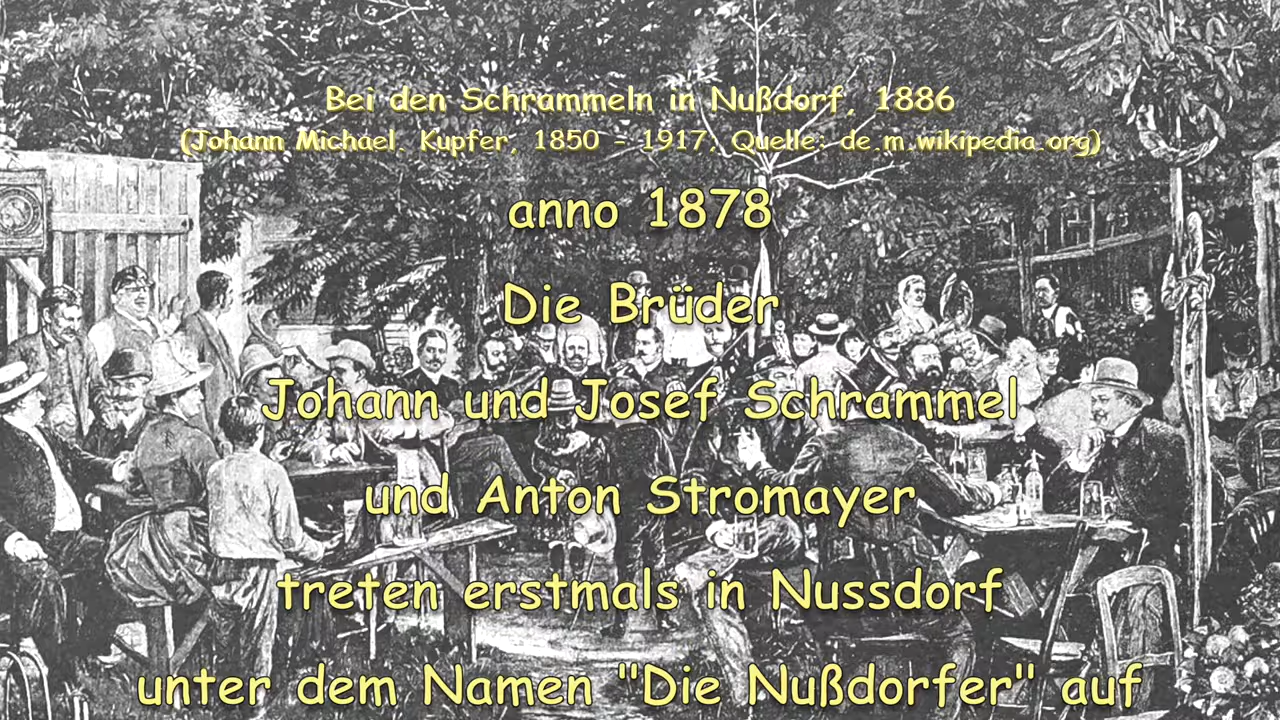 Bei den Schrammeln in Nußdorf, 1886
(Johann Michael. Kupfer, 1850 - 1917; Quelle: de.m.wikipedia.org)
anno 1878
Die Brüder
Johann und Josef Schrammel
und Anton Stromayer
treten erstmals in Nussdorf
unter dem Namen "Die Nußdorfer" auf